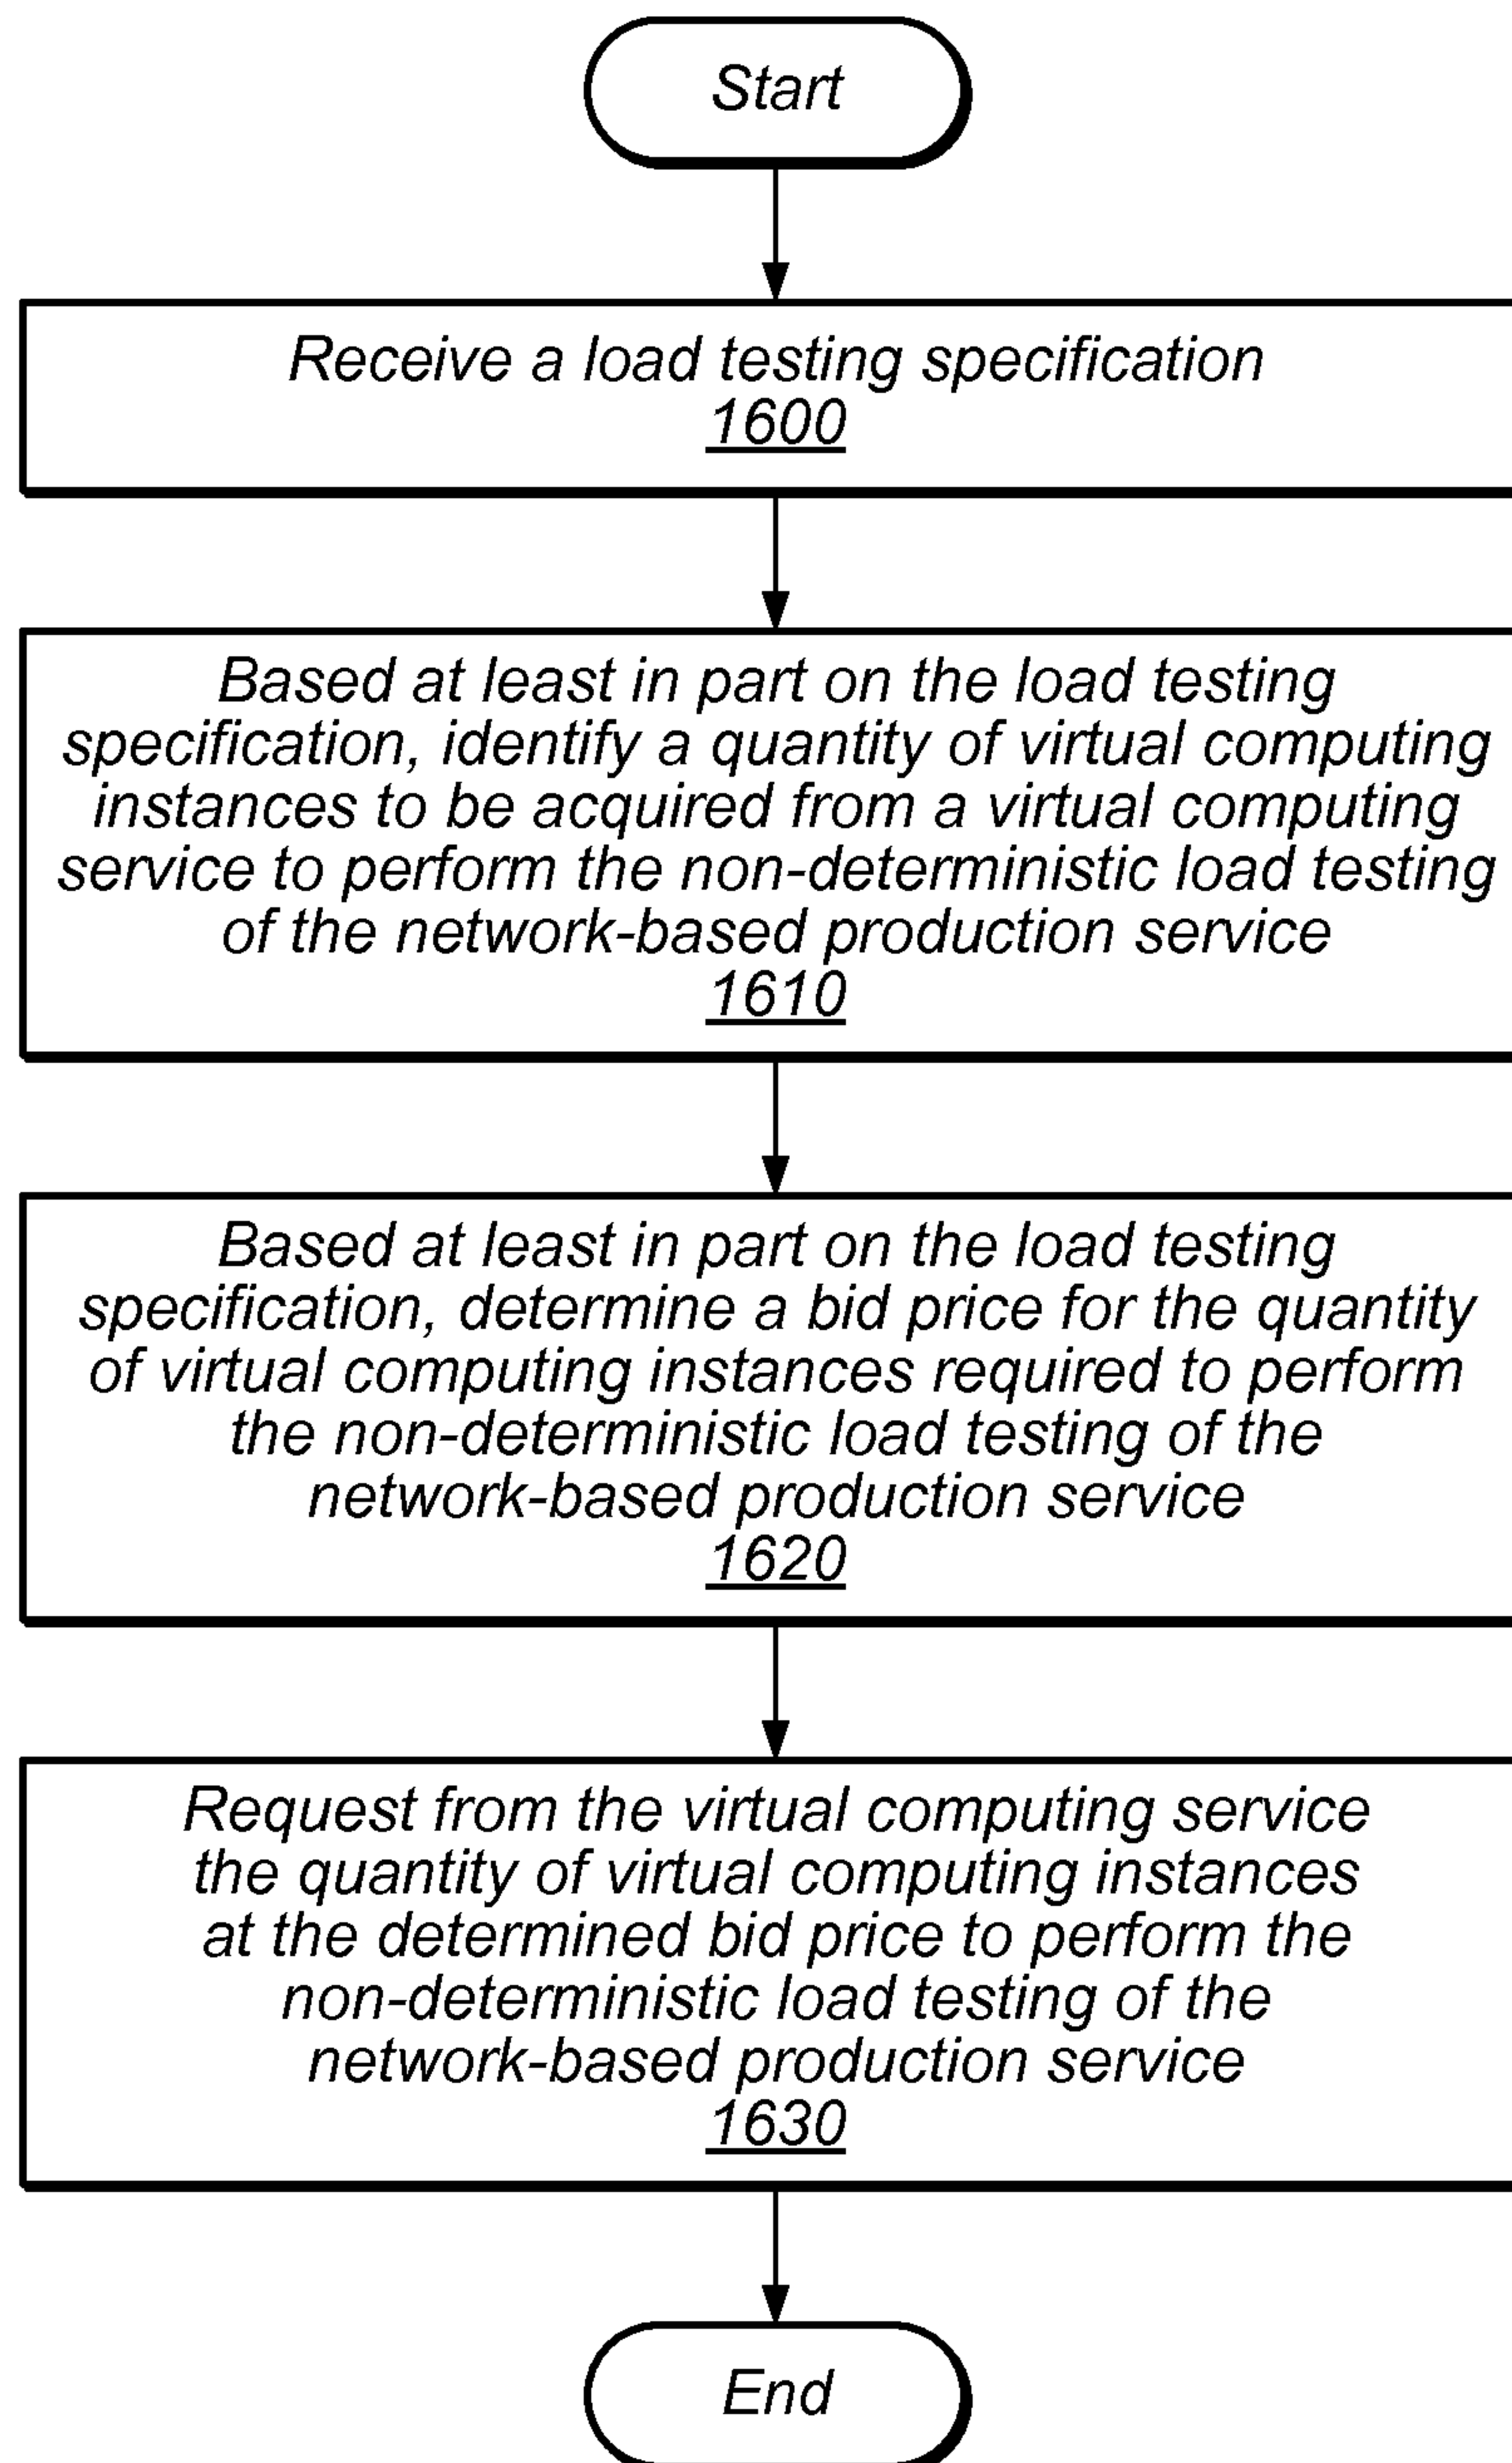 Start
Receive a load testing specification
1600
Based at least in part on the load testing
specification, identify a quantity of virtual computing
instances to be acquired from a virtual computing
service to perform the non-deterministic load testing
of the network-based production service
1610
Based at least in part on the load testing
specification, determine a bid price for the quantity
of virtual computing instances required to perform
the non-deterministic load testing of the
network-based production service
1620
Request from the virtual computing service
the quantity of virtual computing instances
at the determined bid price to perform the
non-deterministic load testing of the
network-based production service
1630
End